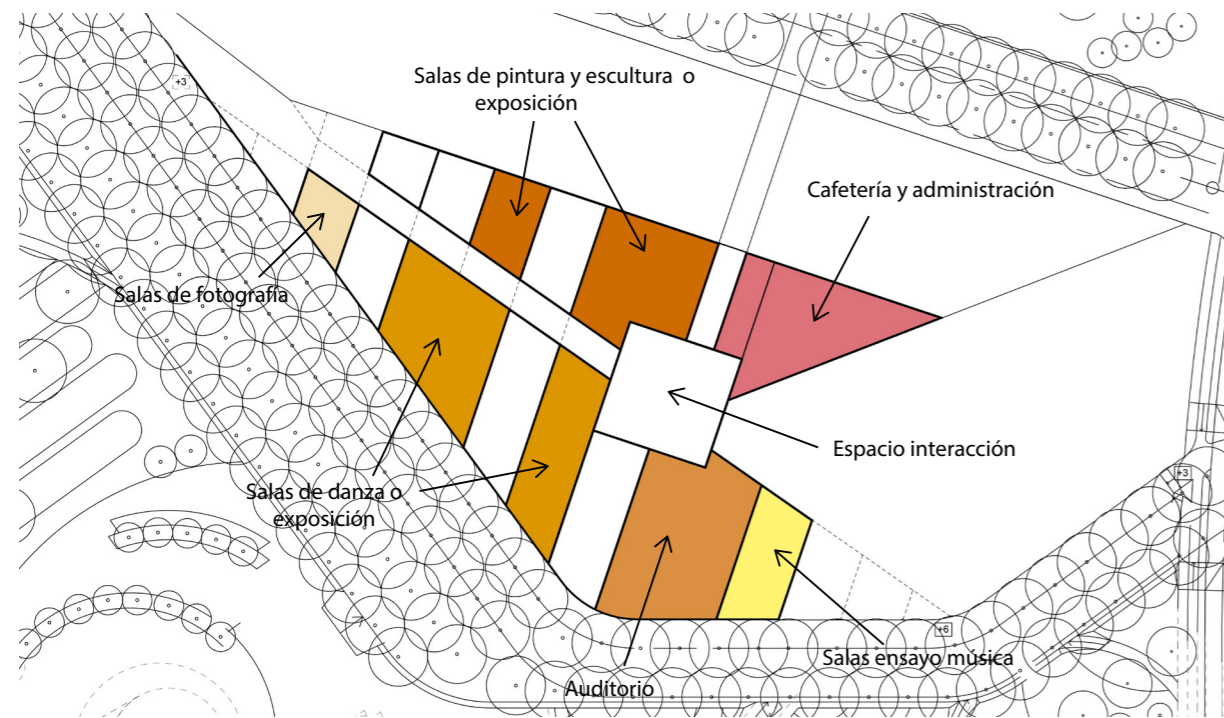 +3
Salas de pintura y escultura o
exposición
Cafetería y administración
Salas de fotografía
Espacio interacción
Salas de danza o
exposición
+3
+6
Salas ensayo música
Auditorio